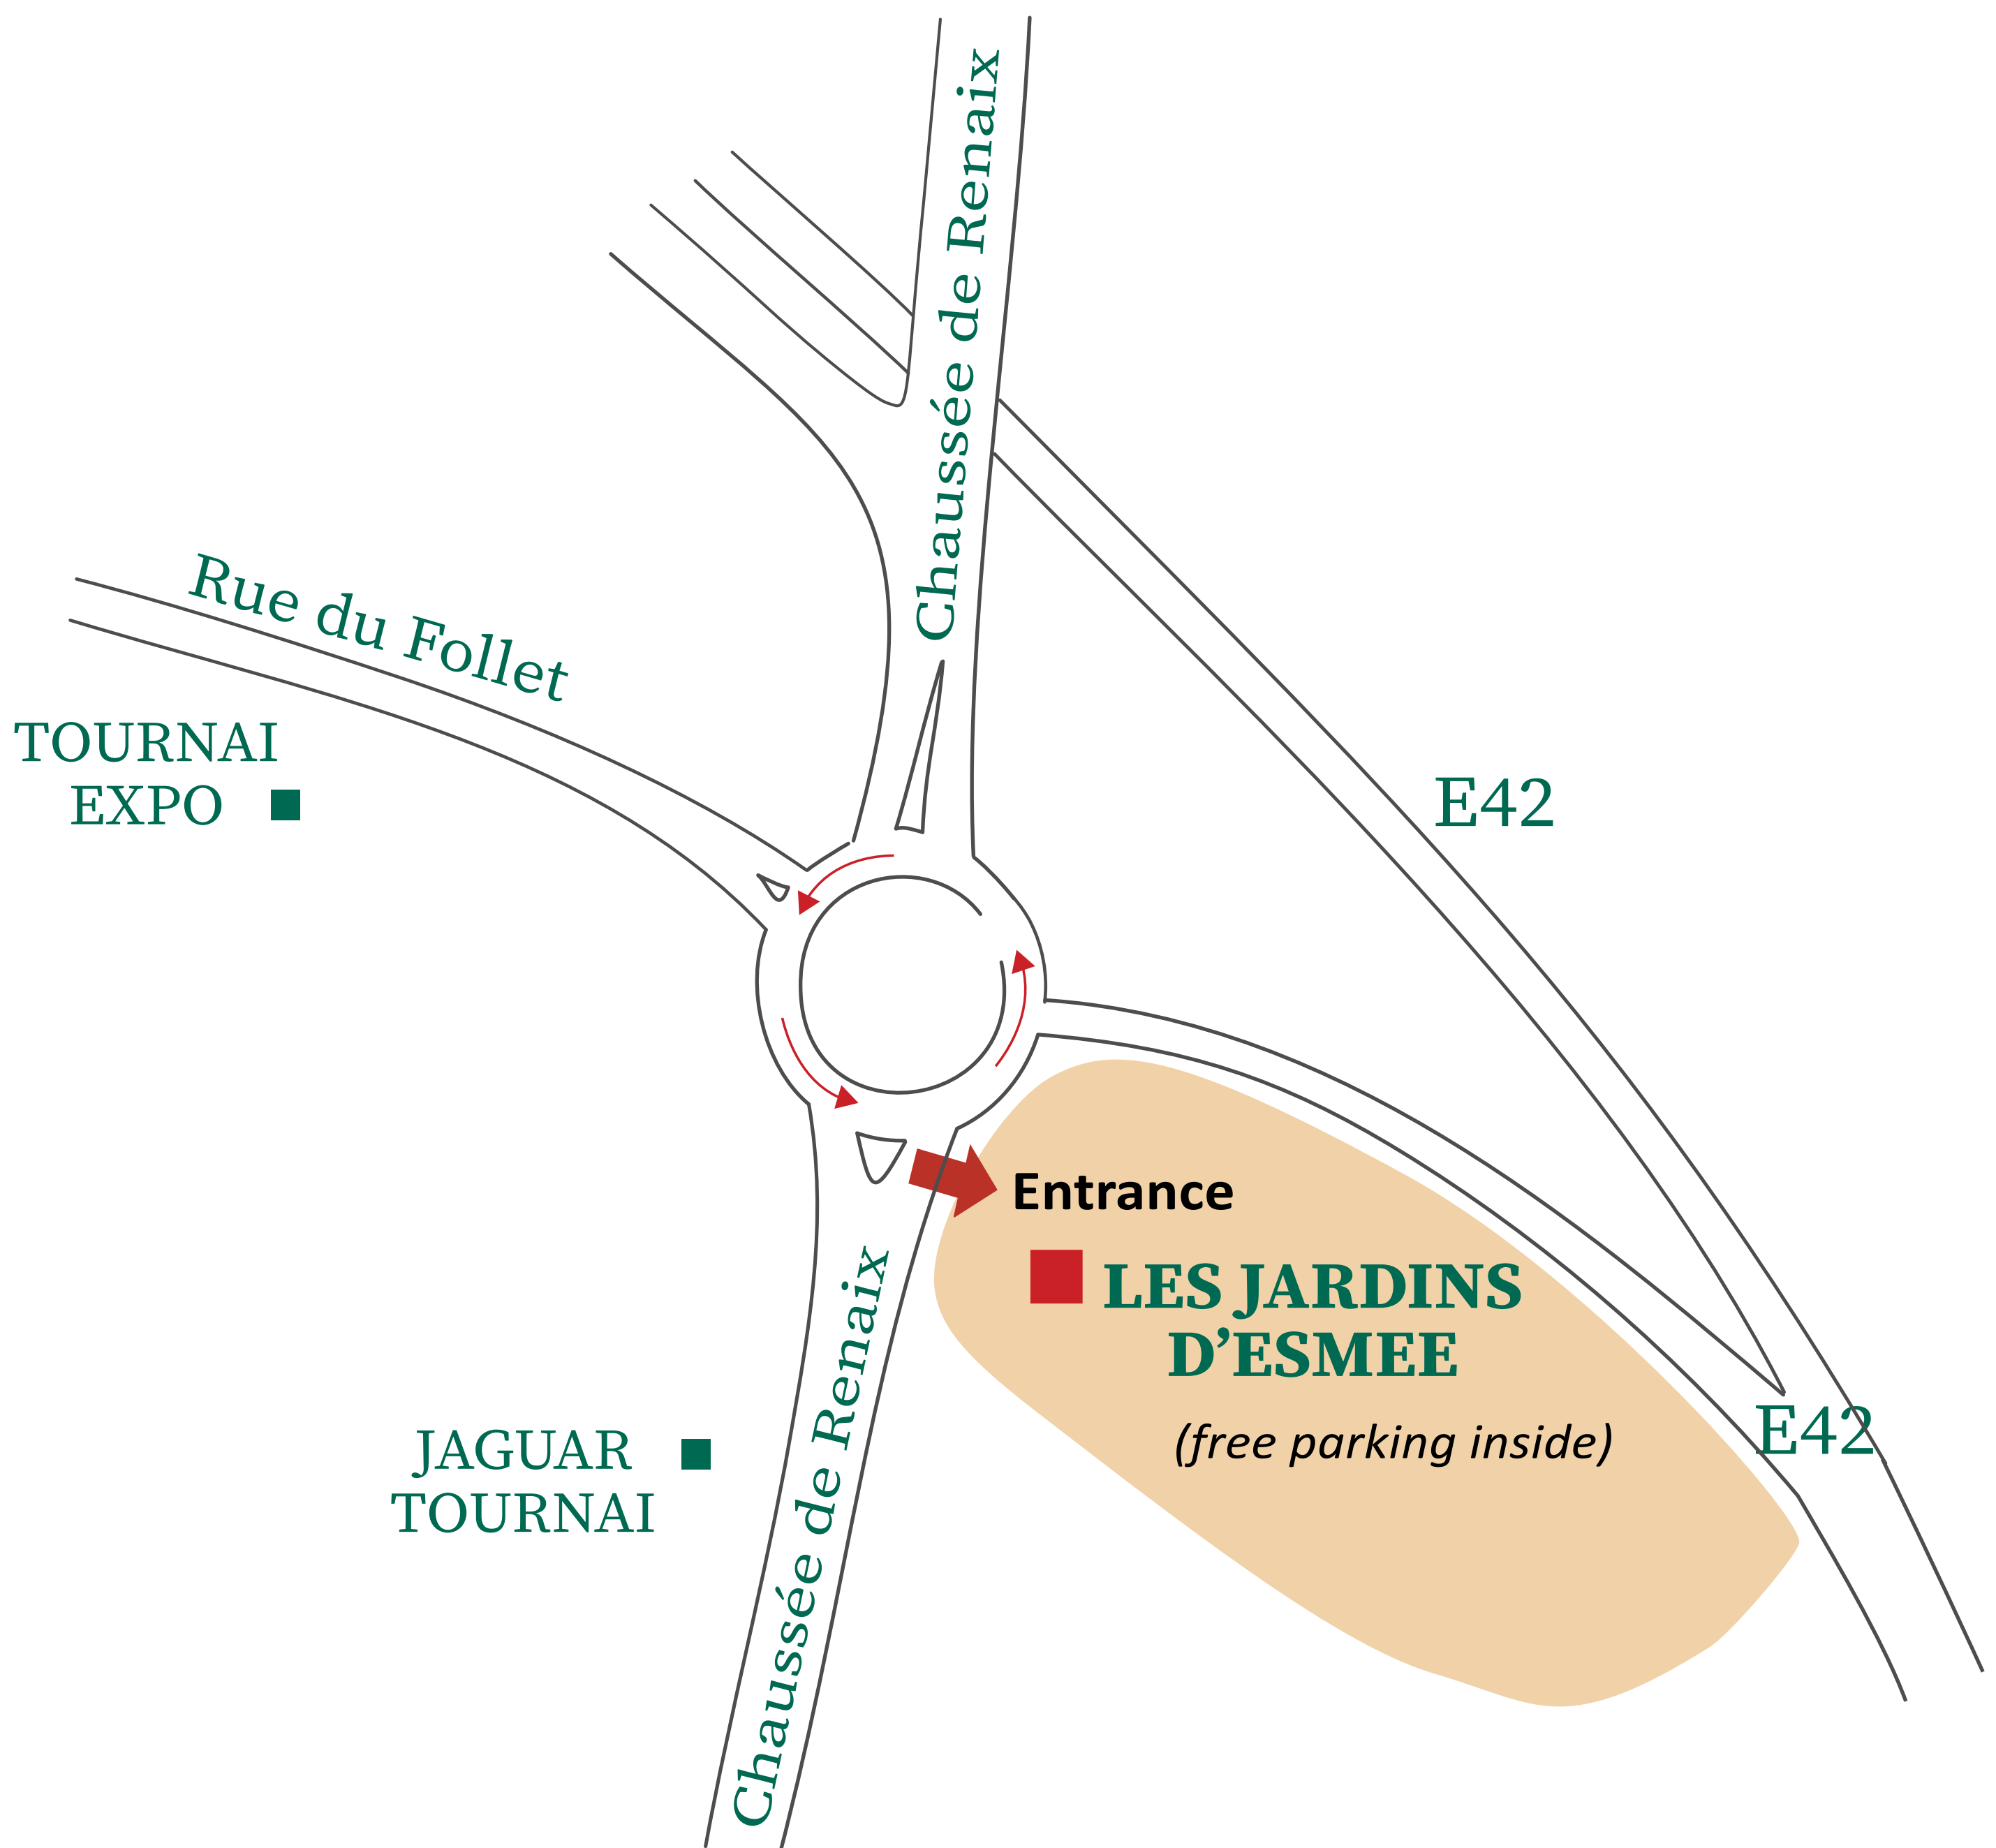 Chaussée de Renaix
Rue du Follet
TOURNAI
EXPO
E42
Entrance
LES JARDINS
D’ESMEE
(free parking inside)
E42
JAGUAR
TOURNAI
Chaussée de Renaix